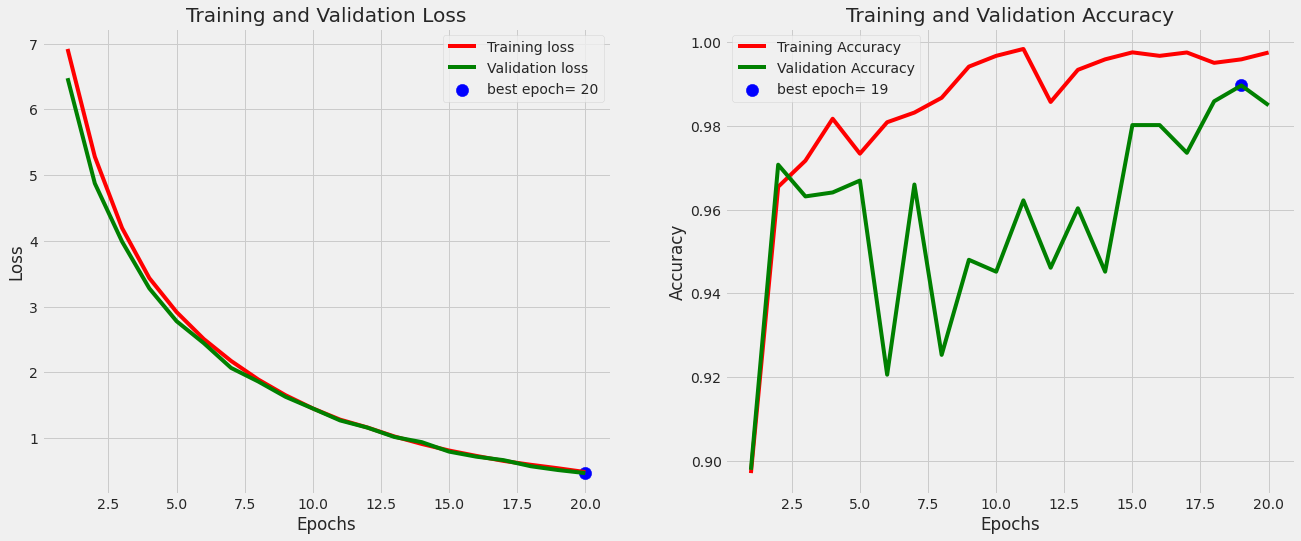 Training and Validation Loss
Training loss
Validation loss
best epoch= 20
7
6
5
4
3
2
1
Loss
2.5 5.0 7.5 10.0 12.5 15.0 17.5 20.0
Epochs
Training and Validation Accuracy
Training Accuracy
Validation Accuracy
best epoch= 19
1.00
0.98
0.96
0.94
0.92
0.90
Accuracy
2.5 5.0 7.5 10.0 12.5 15.0 17.5 20.0
Epochs